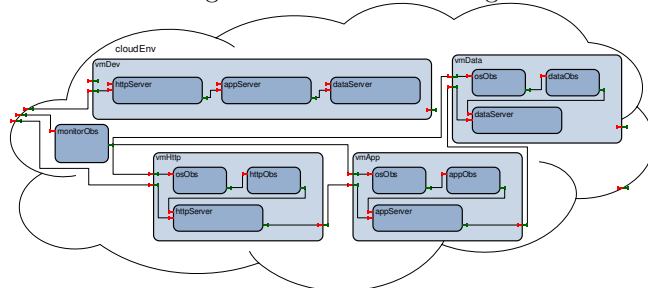 cloudEnv
vmDev
httpServer
appServer
dataServer
vmData
osObs
dataObs
dataServer
monitorObs
vmHttp
osObs
httpObs
httpServer
vmApp
osObs
appObs
appServer